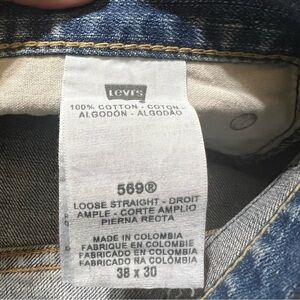 Levi's
100% COTTON - COTON -
ALGODÓN - ALGODÃO
569®
LOOSE STRAIGHT - DROIT
AMPLE - CORTE AMPLIO
PIERNA RECTA
MADE IN COLOMBIA
FABRIQUE EN COLOMBIE
FABRICADO EN COLOMBIA
FABRICADO NA COLÔMBIA
38 x 30